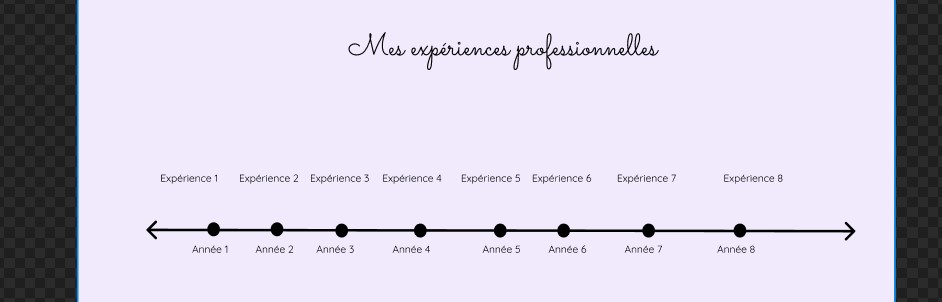 Mes expériences professionnelles
Expérience 1 Expérience 2 Expérience 3 Expérience 4 Expérience 5 Expérience 6 Expérience 7 Expérience 8
Année 1 Année 2 Année 3 Année 4 Année 5 Année 6 Année 7 Année 8